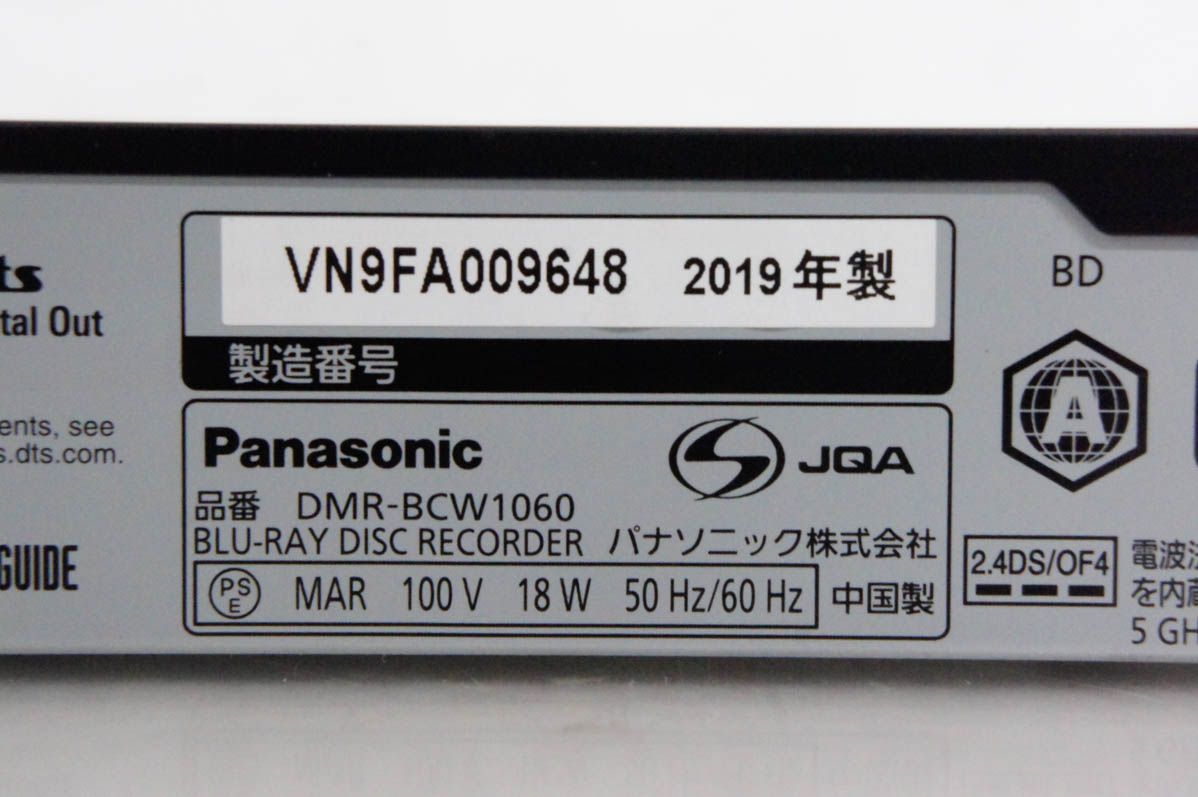 VN9FA009648 2019年製
製造番号
Panasonic JQA
品番 DMR-BCW1060
BLU-RAY DISC RECORDER パナソニック株式会社
PS E MAR 100 V 18 W 50 Hz/60 Hz 中国製
ts
tal Out
ents, see
s.dts.com.
GUIDE
BD
A
2.4DS/OF4
電波法
を内蔵
5 GH